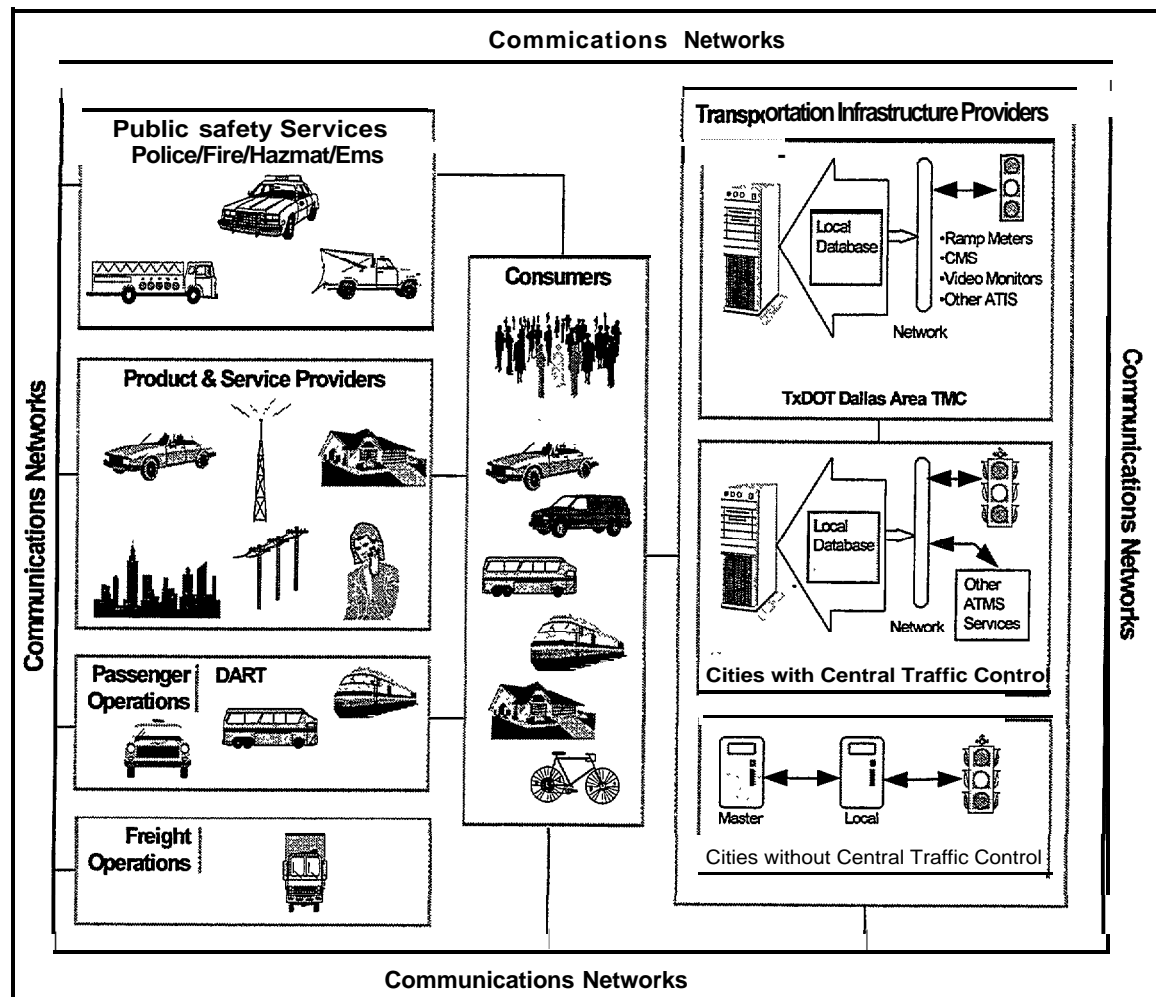 Commications Networks
Public safety Services
Police/Fire/Hazmat/Ems
Product & Service Providers
Passenger
Operations
DART
Freight
Operations
Consumers
Transportation Infrastructure Providers
Local
Database
•Ramp Meters
•CMS
•Video Monitors
•Other ATIS
Network
TxDOT Dallas Area TMC
Local
Database
Network
Other
ATMS
Services
Cities with Central Traffic Control
Master
Local
Cities without Central Traffic Control
Communications Networks
Communications Networks
Communications Networks